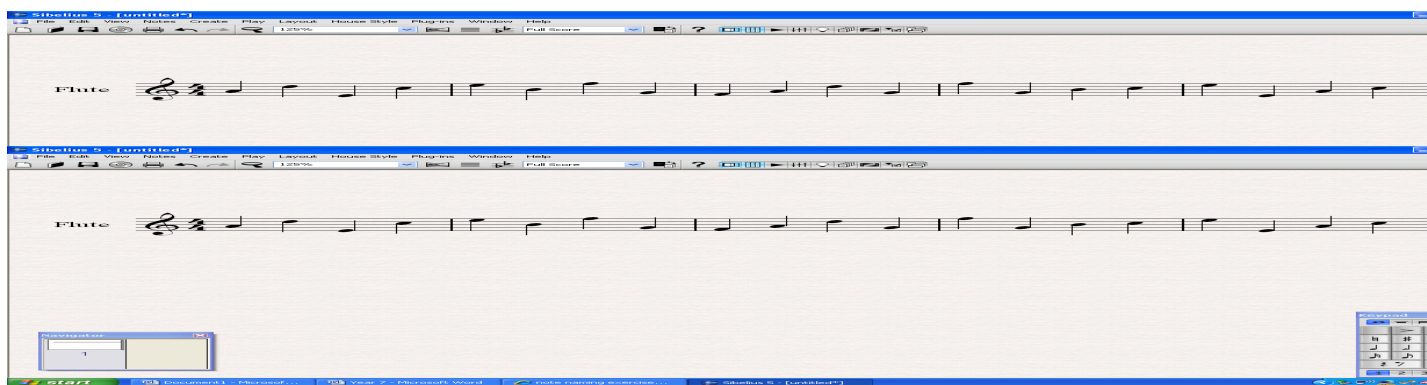 Sibelius 5 - [untitled*]
File Edit View Notes Create Play Layout House Style Plug-ins Window Help
125% Full Score ?
Flute
Sibelius 5 - [untitled*]
File Edit View Notes Create Play Layout House Style Plug-ins Window Help
125% Full Score ?
Flute
Navigator
1
Keypad
1 2
start Document1 - Microsof... Year 7 - Microsoft Word note naming exercise... Sibelius 5 - [untitled*]